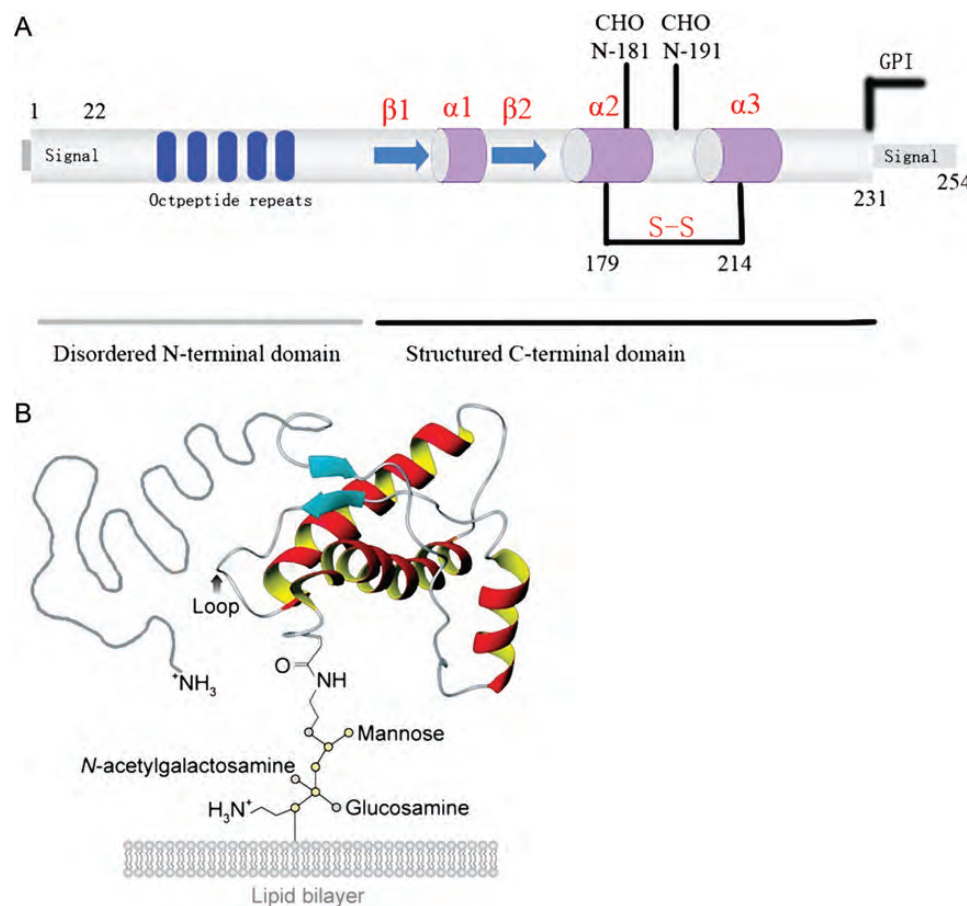 A
CHO CHO
N-181 N-191
GPI
1 22 β1 α1 β2 α2 α3
Signal Signal
Octpeptide repeats
231 254
S-S
179 214
Disordered N-terminal domain Structured C-terminal domain
B
Loop
+NH3
O
NH
Mannose
N-acetylgalactosamine
H3N+ Glucosamine
Lipid bilayer